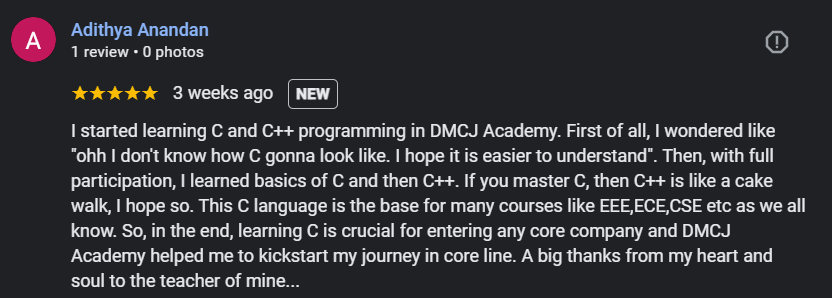 A
Adithya Anandan
1 review • 0 photos
★★★★★ 3 weeks ago NEW
I started learning C and C++ programming in DMCJ Academy. First of all, I wondered like
"ohh I don't know how C gonna look like. I hope it is easier to understand". Then, with full
participation, I learned basics of C and then C++. If you master C, then C++ is like a cake
walk, I hope so. This C language is the base for many courses like EEE,ECE,CSE etc as we all
know. So, in the end, learning C is crucial for entering any core company and DMCJ
Academy helped me to kickstart my journey in core line. A big thanks from my heart and
soul to the teacher of mine...